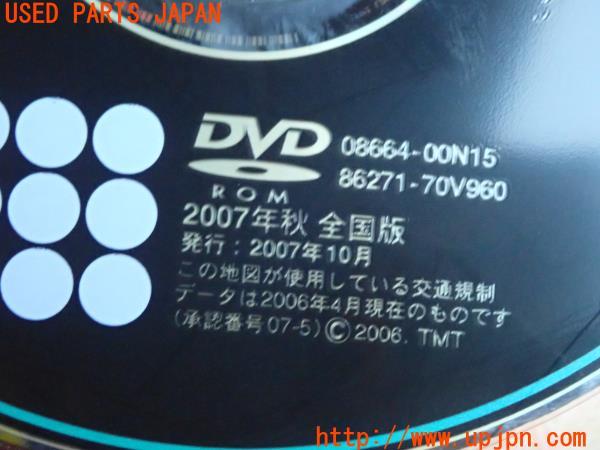 USED PARTS JAPAN
DVD
ROM
08664-00N15
86271-70V960
2007年秋 全国版
発行：2007年10月
この地図が使用している交通規制
データは2006年4月現在のものです
(承認番号07-5)©2006. TMT
http://www.upjpn.com/